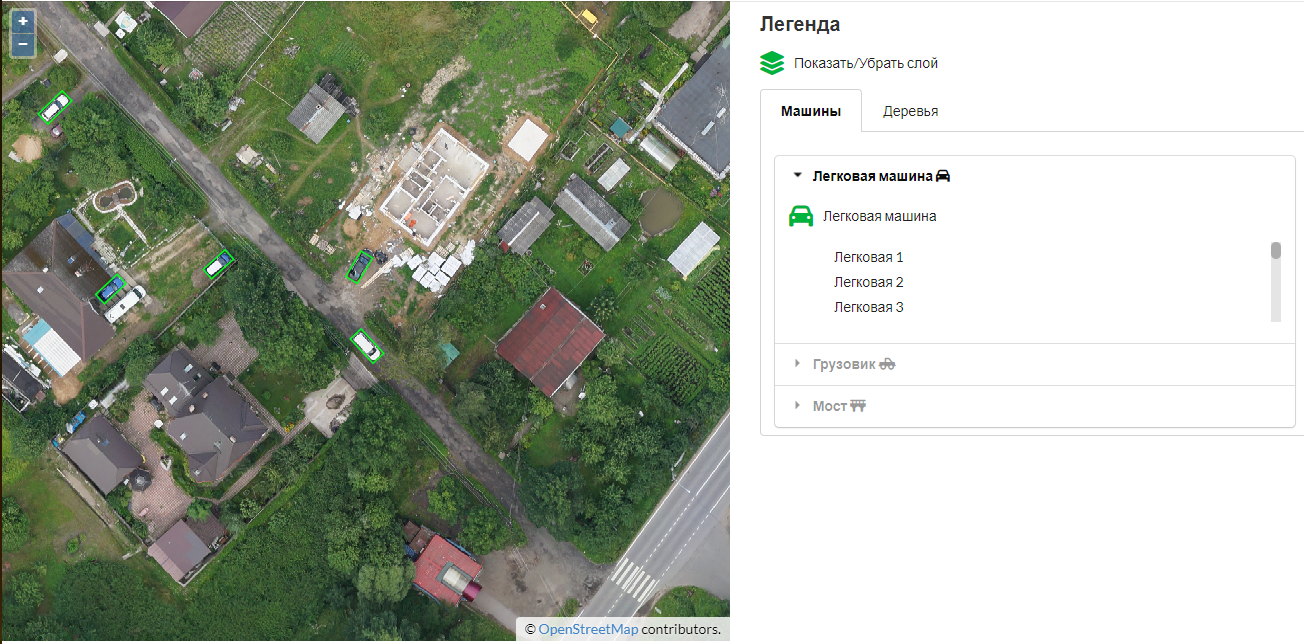 +
−
Легенда
Показать/Убрать слой
Машины
Деревья
Легковая машина
Легковая машина
Легковая 1
Легковая 2
Легковая 3
Грузовик
Мост
© OpenStreetMap contributors.